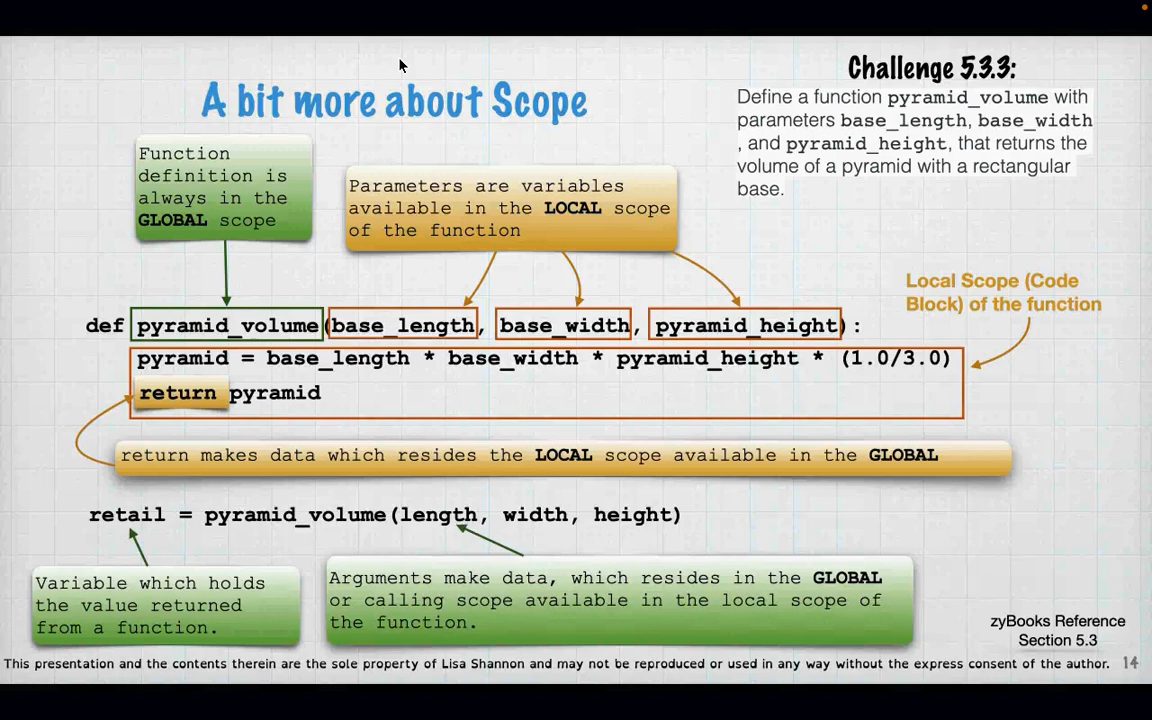 A bit more about Scope
Challenge 5.3.3:
Define a function pyramid_volume with
parameters base_length, base_width
, and pyramid_height, that returns the
volume of a pyramid with a rectangular
base.
Function
definition is
always in the
GLOBAL scope
Parameters are variables
available in the LOCAL scope
of the function
Local Scope (Code
Block) of the function
def pyramid_volume(base_length, base_width, pyramid_height):
pyramid = base_length * base_width * pyramid_height * (1.0/3.0)
return pyramid
return makes data which resides the LOCAL scope available in the GLOBAL
retail = pyramid_volume(length, width, height)
Variable which holds
the value returned
from a function.
Arguments make data, which resides in the GLOBAL
or calling scope available in the local scope of
the function.
zyBooks Reference
Section 5.3
This presentation and the contents therein are the sole property of Lisa Shannon and may not be reproduced or used in any way without the express consent of the author. 14